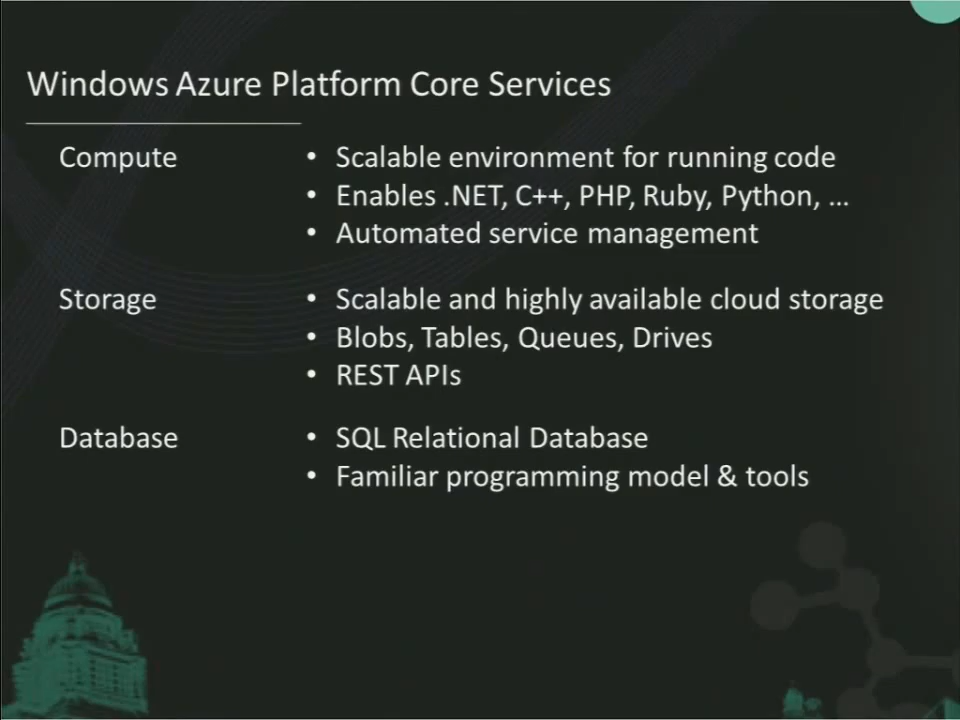 Windows Azure Platform Core Services
Compute
• Scalable environment for running code
• Enables .NET, C++, PHP, Ruby, Python, ...
• Automated service management
Storage
• Scalable and highly available cloud storage
• Blobs, Tables, Queues, Drives
• REST APIs
Database
• SQL Relational Database
• Familiar programming model & tools